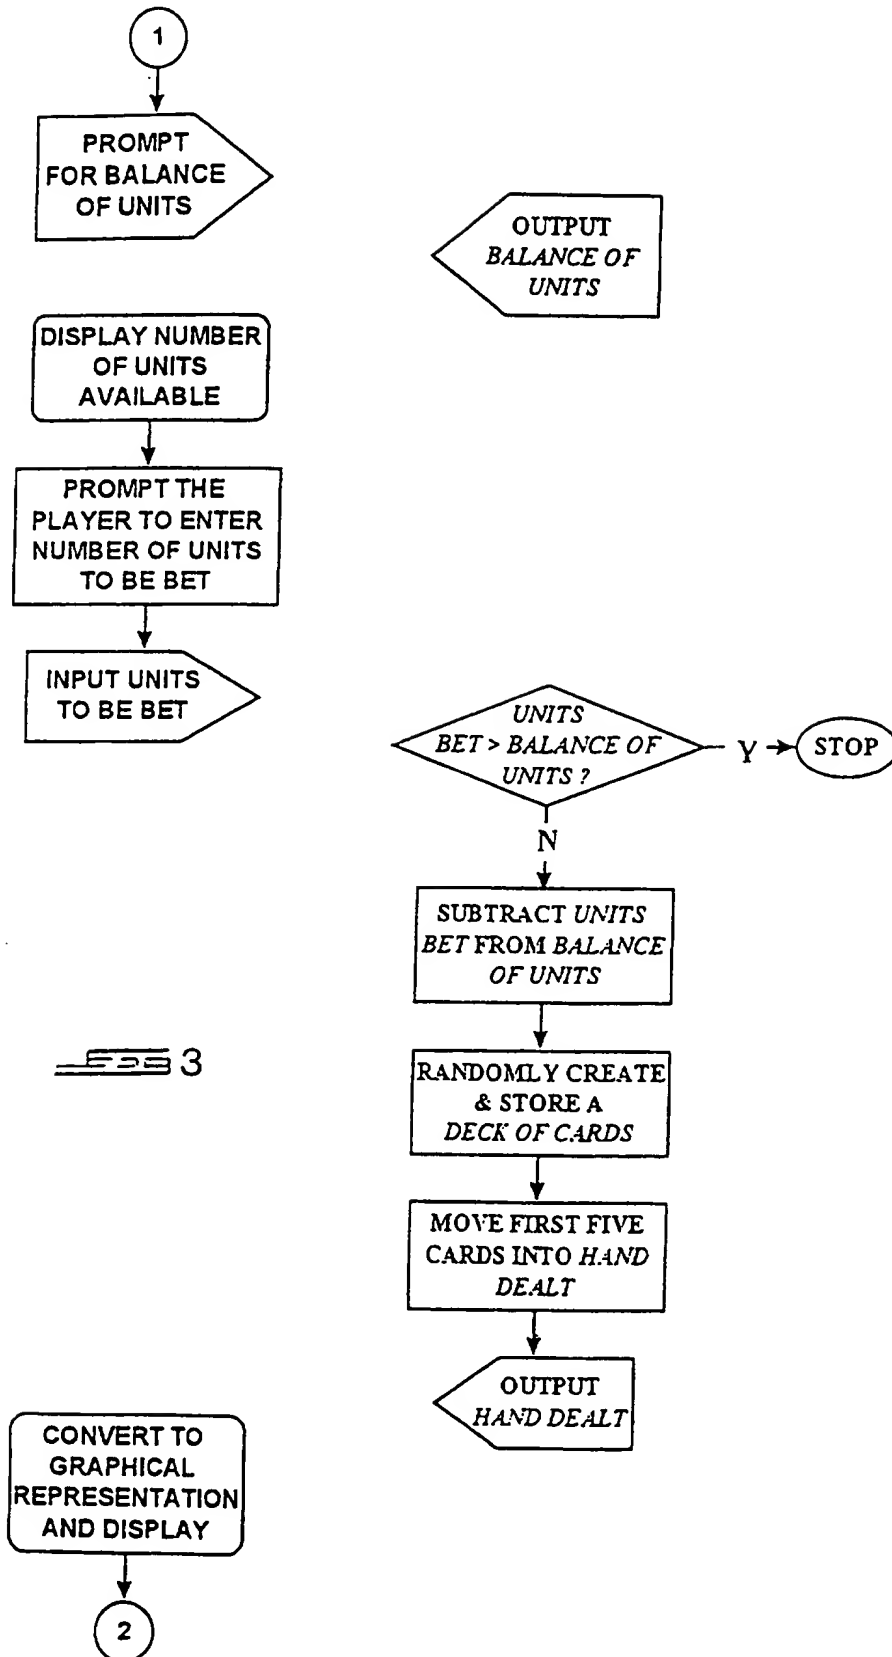 1
PROMPT
FOR BALANCE
OF UNITS
OUTPUT
BALANCE OF
UNITS
DISPLAY NUMBER
OF UNITS
AVAILABLE
PROMPT THE
PLAYER TO ENTER
NUMBER OF UNITS
TO BE BET
INPUT UNITS
TO BE BET
UNITS
BET > BALANCE OF
UNITS ?
Y
STOP
N
SUBTRACT UNITS
BET FROM BALANCE
OF UNITS
3
RANDOMLY CREATE
& STORE A
DECK OF CARDS
MOVE FIRST FIVE
CARDS INTO HAND
DEALT
OUTPUT
HAND DEALT
CONVERT TO
GRAPHICAL
REPRESENTATION
AND DISPLAY
2